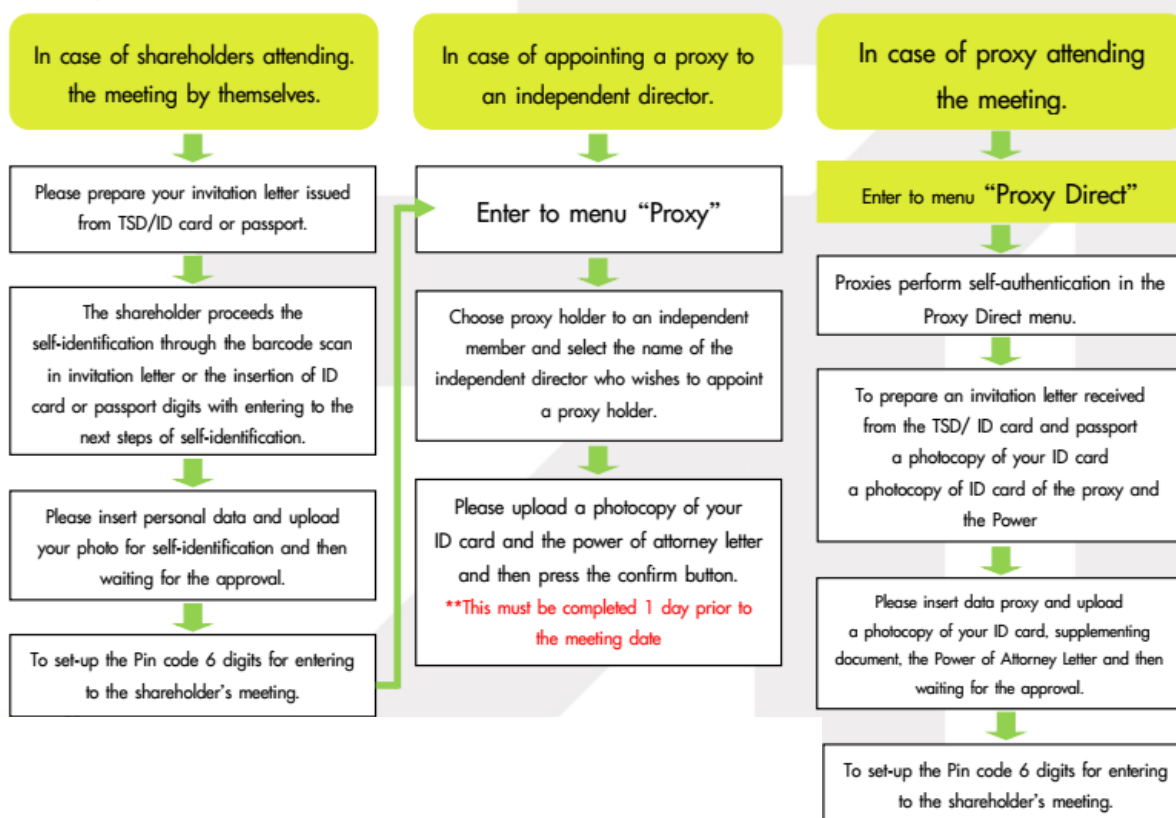 In case of shareholders attending.
the meeting by themselves.
Please prepare your invitation letter issued
from TSD/ID card or passport.
The shareholder proceeds the
self-identification through the barcode scan
in invitation letter or the insertion of ID
card or passport digits with entering to the
next steps of self-identification.
Please insert personal data and upload
your photo for self-identification and then
waiting for the approval.
To set-up the Pin code 6 digits for entering
to the shareholder's meeting.
In case of appointing a proxy to
an independent director.
Enter to menu “Proxy”
Choose proxy holder to an independent
member and select the name of the
independent director who wishes to appoint
a proxy holder.
Please upload a photocopy of your
ID card and the power of attorney letter
and then press the confirm button.
**This must be completed 1 day prior to
the meeting date
In case of proxy attending
the meeting.
Enter to menu “Proxy Direct”
Proxies perform self-authentication in the
Proxy Direct menu.
To prepare an invitation letter received
from the TSD/ ID card and passport
a photocopy of your ID card
a photocopy of ID card of the proxy and
the Power
Please insert data proxy and upload
a photocopy of your ID card, supplementing
document, the Power of Attorney Letter and then
waiting for the approval.
To set-up the Pin code 6 digits for entering
to the shareholder's meeting.